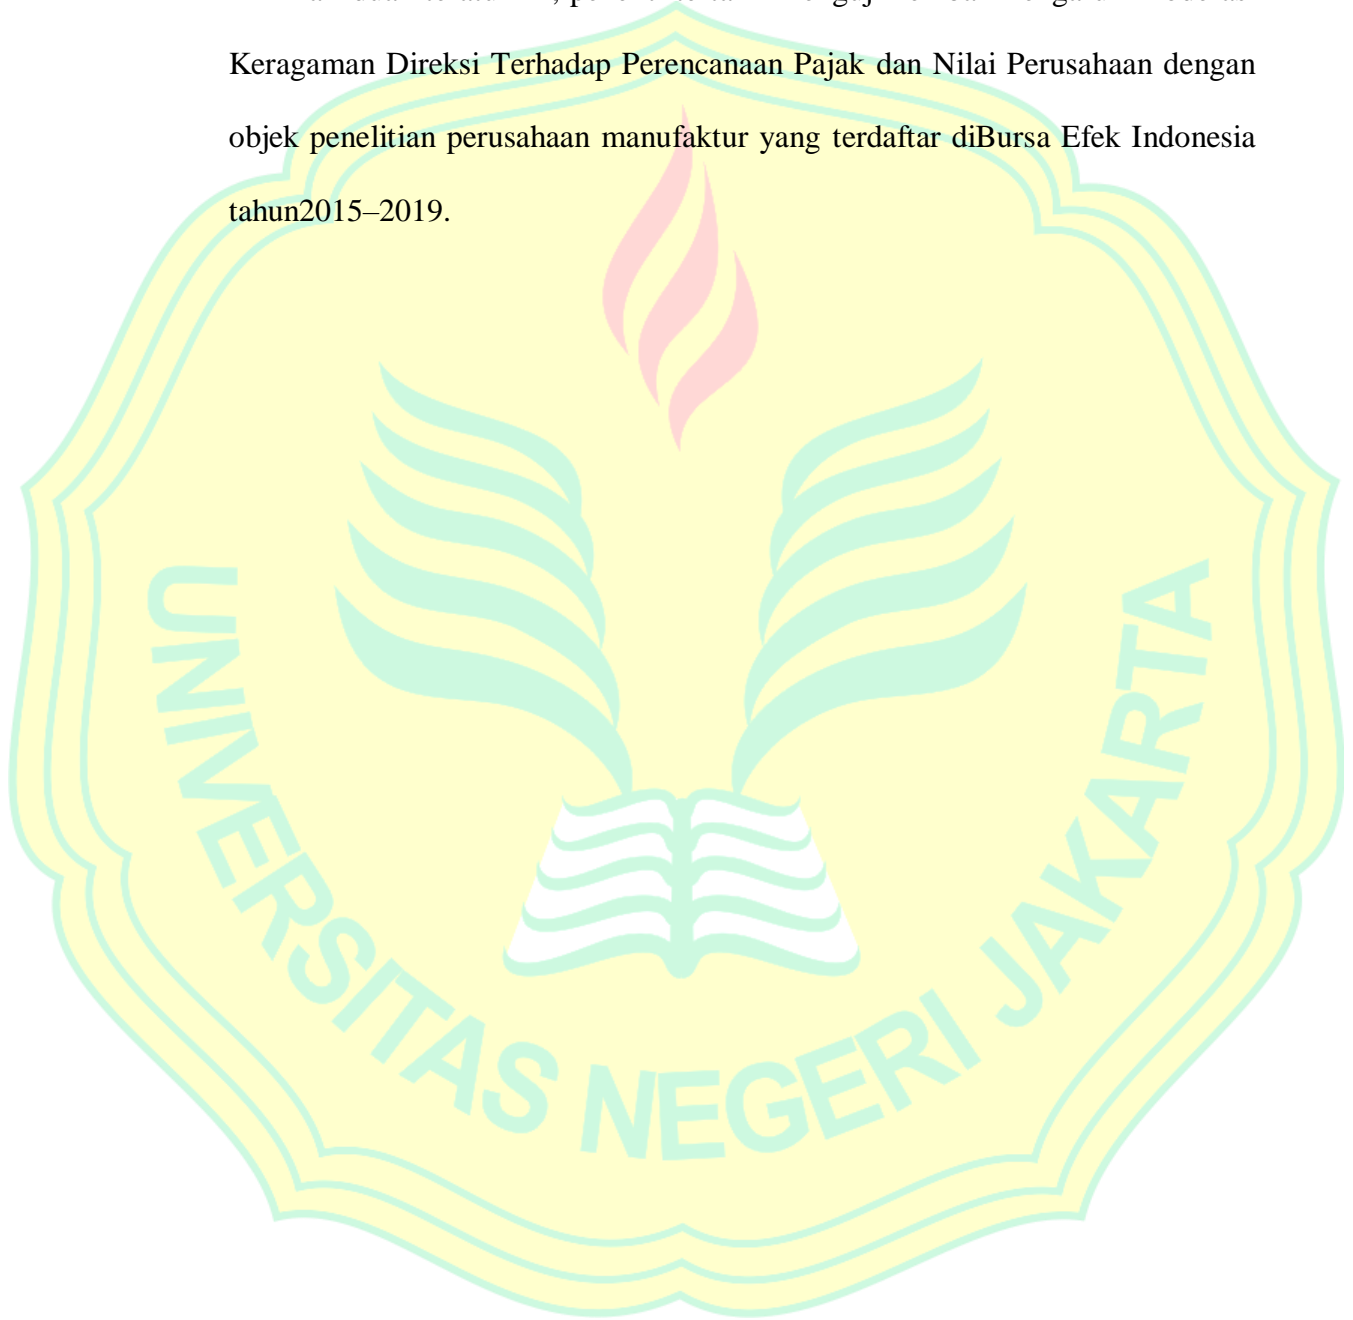 Keragaman Direksi Terhadap Perencanaan Pajak dan Nilai Perusahaan dengan
objek penelitian perusahaan manufaktur yang terdaftar diBursa Efek Indonesia
tahun2015–2019.
UNIVERSITAS NEGERI JAKARTA